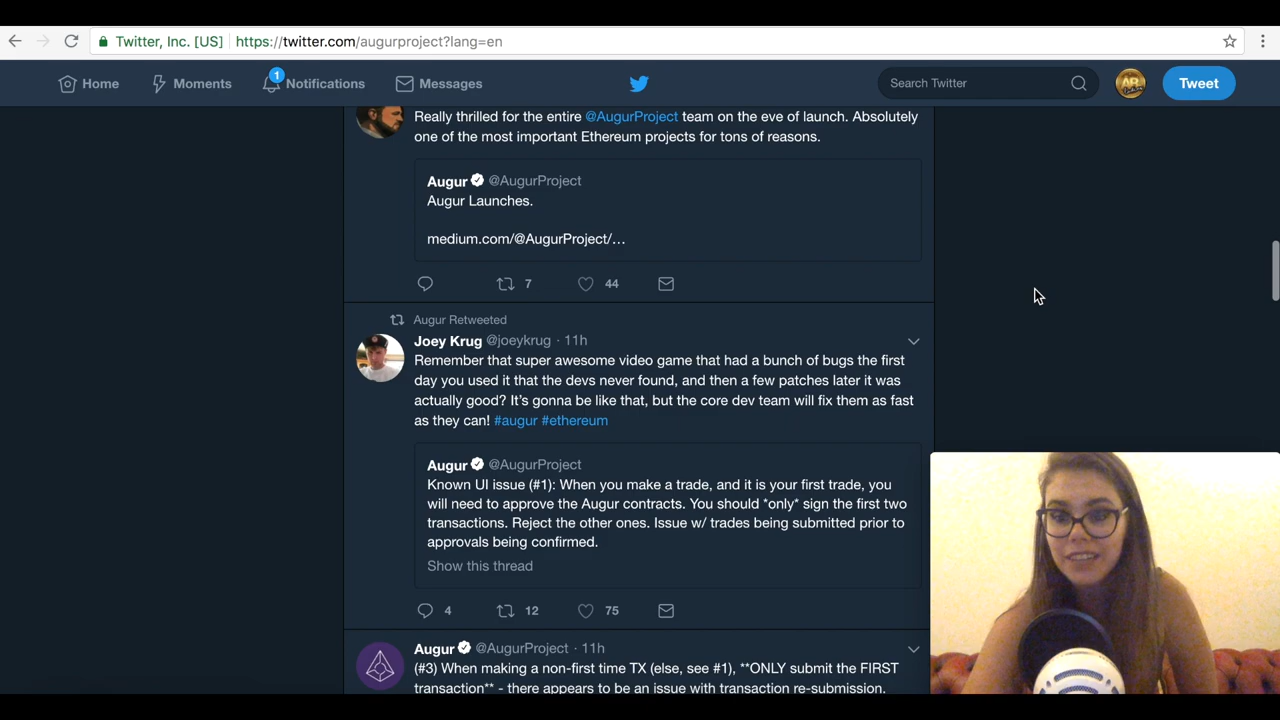 Twitter, Inc. [US] https://twitter.com/augurproject?lang=en
Home Moments 1 Notifications Messages Search Twitter Tweet
Really thrilled for the entire @AugurProject team on the eve of launch. Absolutely
one of the most important Ethereum projects for tons of reasons.
Augur @AugurProject
Augur Launches.
medium.com/@AugurProject/…
7 44
Augur Retweeted
Joey Krug @joeykrug · 11h
Remember that super awesome video game that had a bunch of bugs the first
day you used it that the devs never found, and then a few patches later it was
actually good? It's gonna be like that, but the core dev team will fix them as fast
as they can! #augur #ethereum
Augur @AugurProject
Known UI issue (#1): When you make a trade, and it is your first trade, you
will need to approve the Augur contracts. You should *only* sign the first two
transactions. Reject the other ones. Issue w/ trades being submitted prior to
approvals being confirmed.
Show this thread
4 12 75
Augur @AugurProject · 11h
(#3) When making a non-first time TX (else, see #1), **ONLY submit the FIRST
transaction** - there appears to be an issue with transaction re-submission.